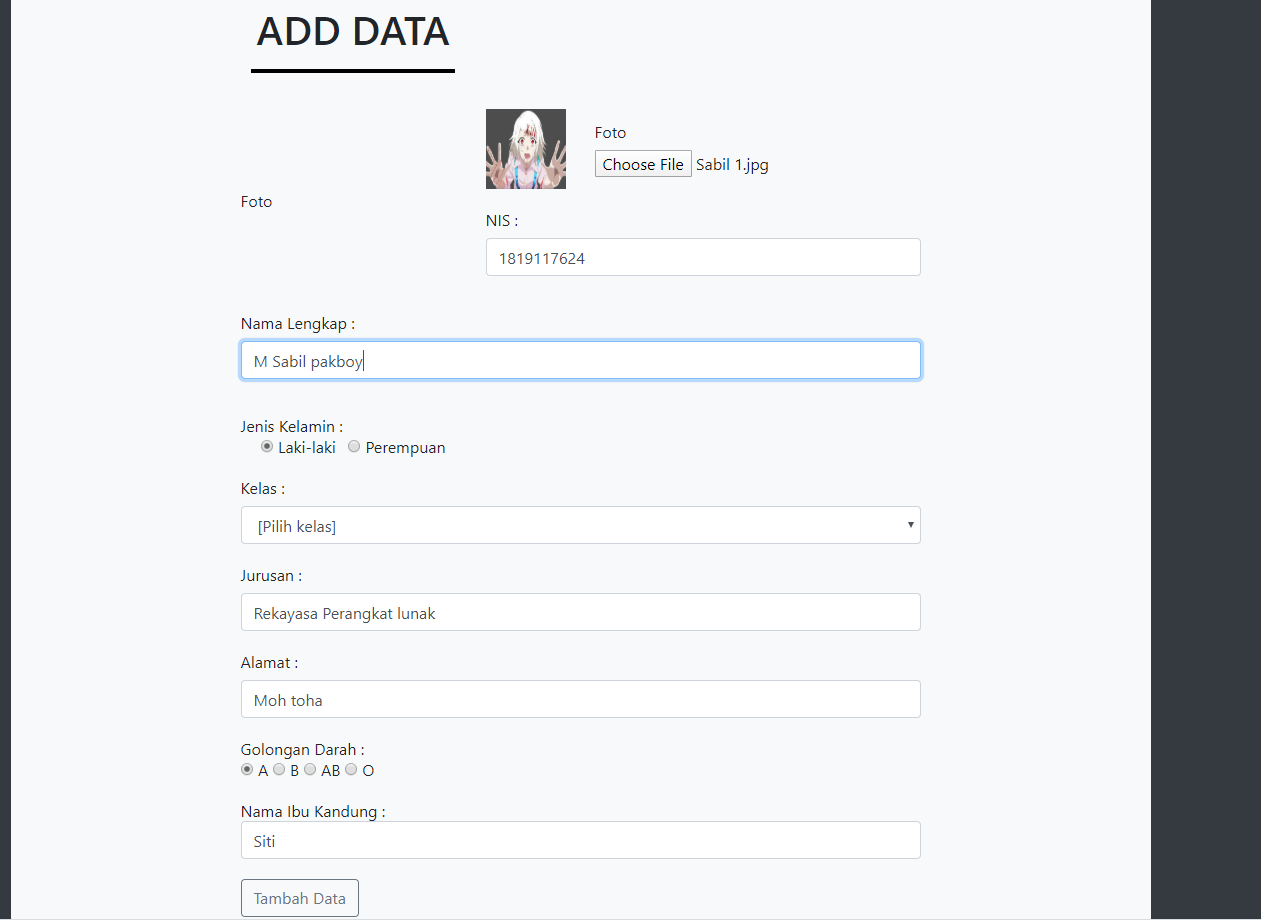 ADD DATA
Foto
Choose File Sabil 1.jpg
Foto
NIS :
1819117624
Nama Lengkap :
M Sabil pakboy
Jenis Kelamin :
Laki-laki Perempuan
Kelas :
[Pilih kelas]
Jurusan :
Rekayasa Perangkat lunak
Alamat :
Moh toha
Golongan Darah :
A B AB O
Nama Ibu Kandung :
Siti
Tambah Data